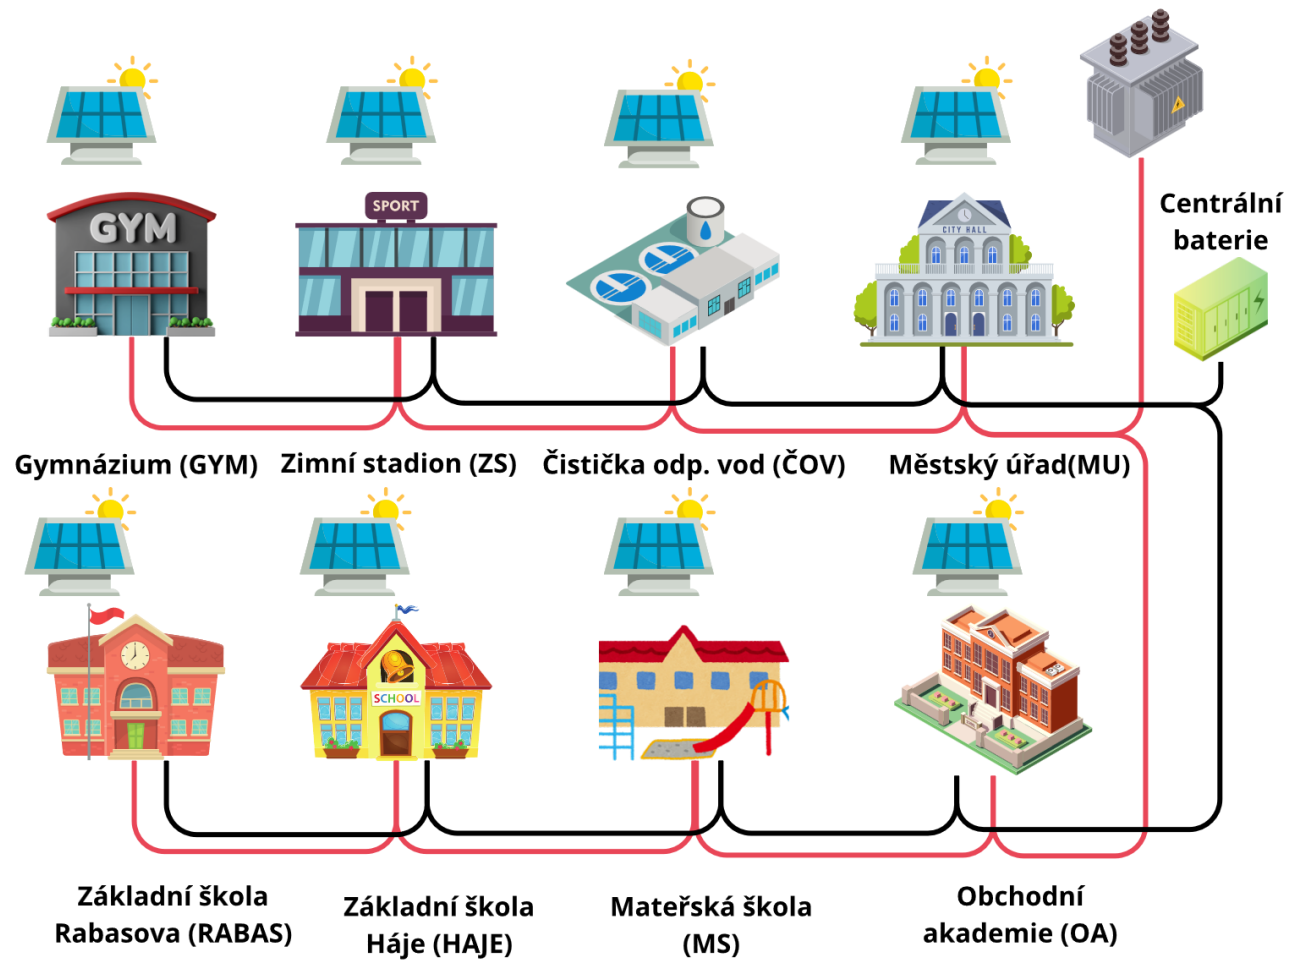 GYM
SPORT
CITY HALL
Centrální
baterie
Gymnázium (GYM)
Zimní stadion (ZS)
Čistička odp. vod (ČOV)
Městský úřad(MU)
SCHOOL
Základní škola
Rabasova (RABAS)
Základní škola
Háje (HAJE)
Mateřská škola
(MS)
Obchodní
akademie (OA)